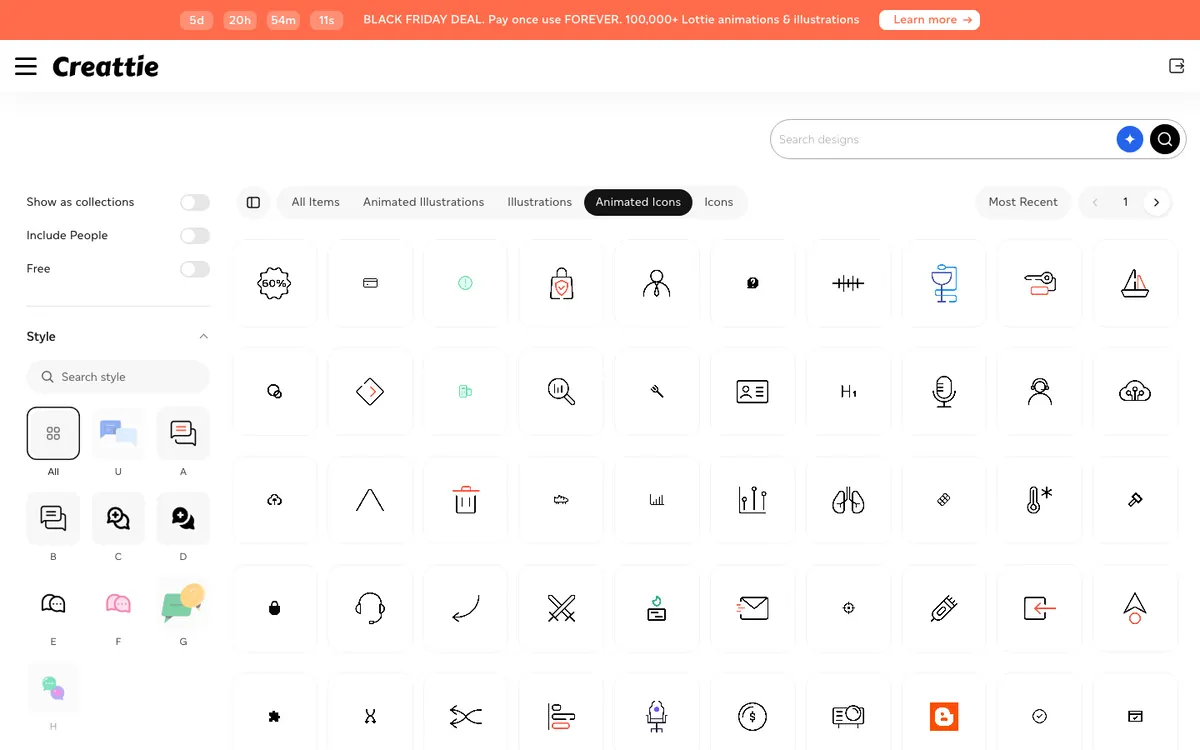 5d 20h 54m 11s BLACK FRIDAY DEAL. Pay once use FOREVER. 100,000+ Lottie animations & illustrations Learn more →
Creattie
Search designs
Show as collections
Include People
Free
All Items Animated Illustrations Illustrations Animated Icons Icons
Most Recent 1
Style
Search style
All U A
B C D
E F G
H
60%
H1